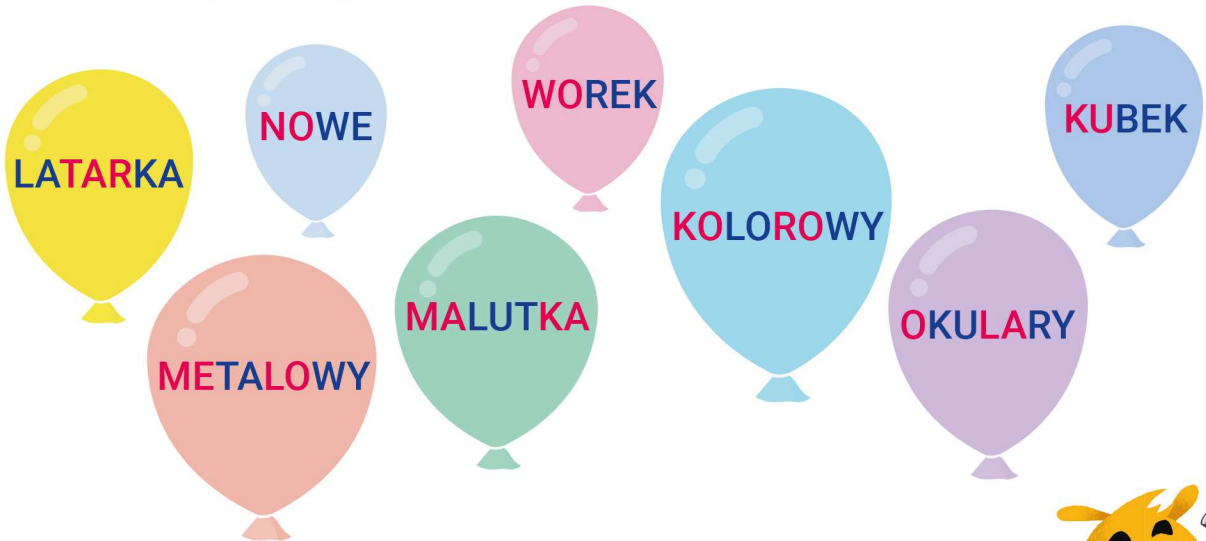 LATARKA
NOWE
WOREK
KOLOROWY
KUBEK
METALOWY
MALUTKA
OKULARY